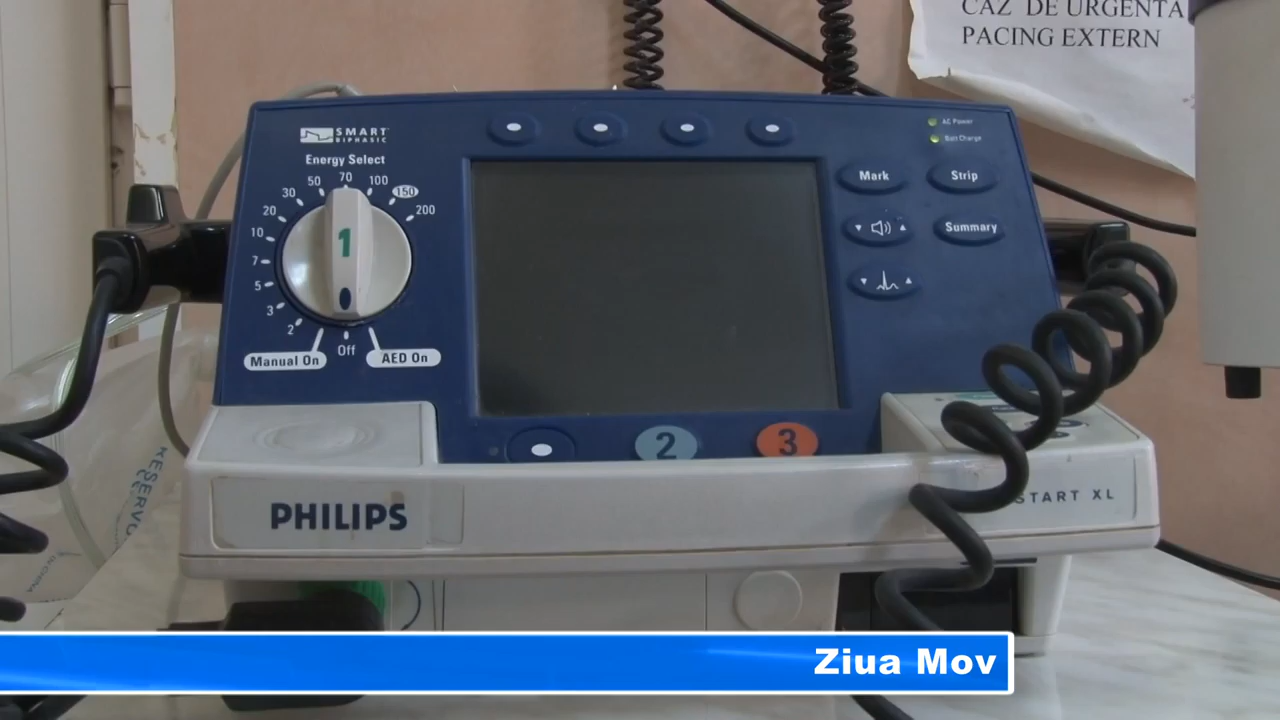 CAZ DE URGENTA
PACING EXTERN
SMART
BIPHASIC
Energy Select
2
3
5
7
10
20
30
50
70
100
150
200
1
Manual On
Off
AED On
AC Power
Batt Charge
Mark
Strip
Summary
2
3
PHILIPS
START XL
Ziua Mov